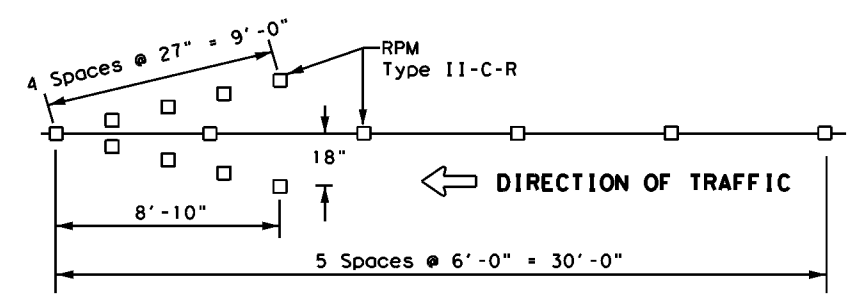 4 Spaces @ 27" = 9'-0"
RPM
Type II-C-R
18"
DIRECTION OF TRAFFIC
8'-10"
5 Spaces @ 6'-0" = 30'-0"